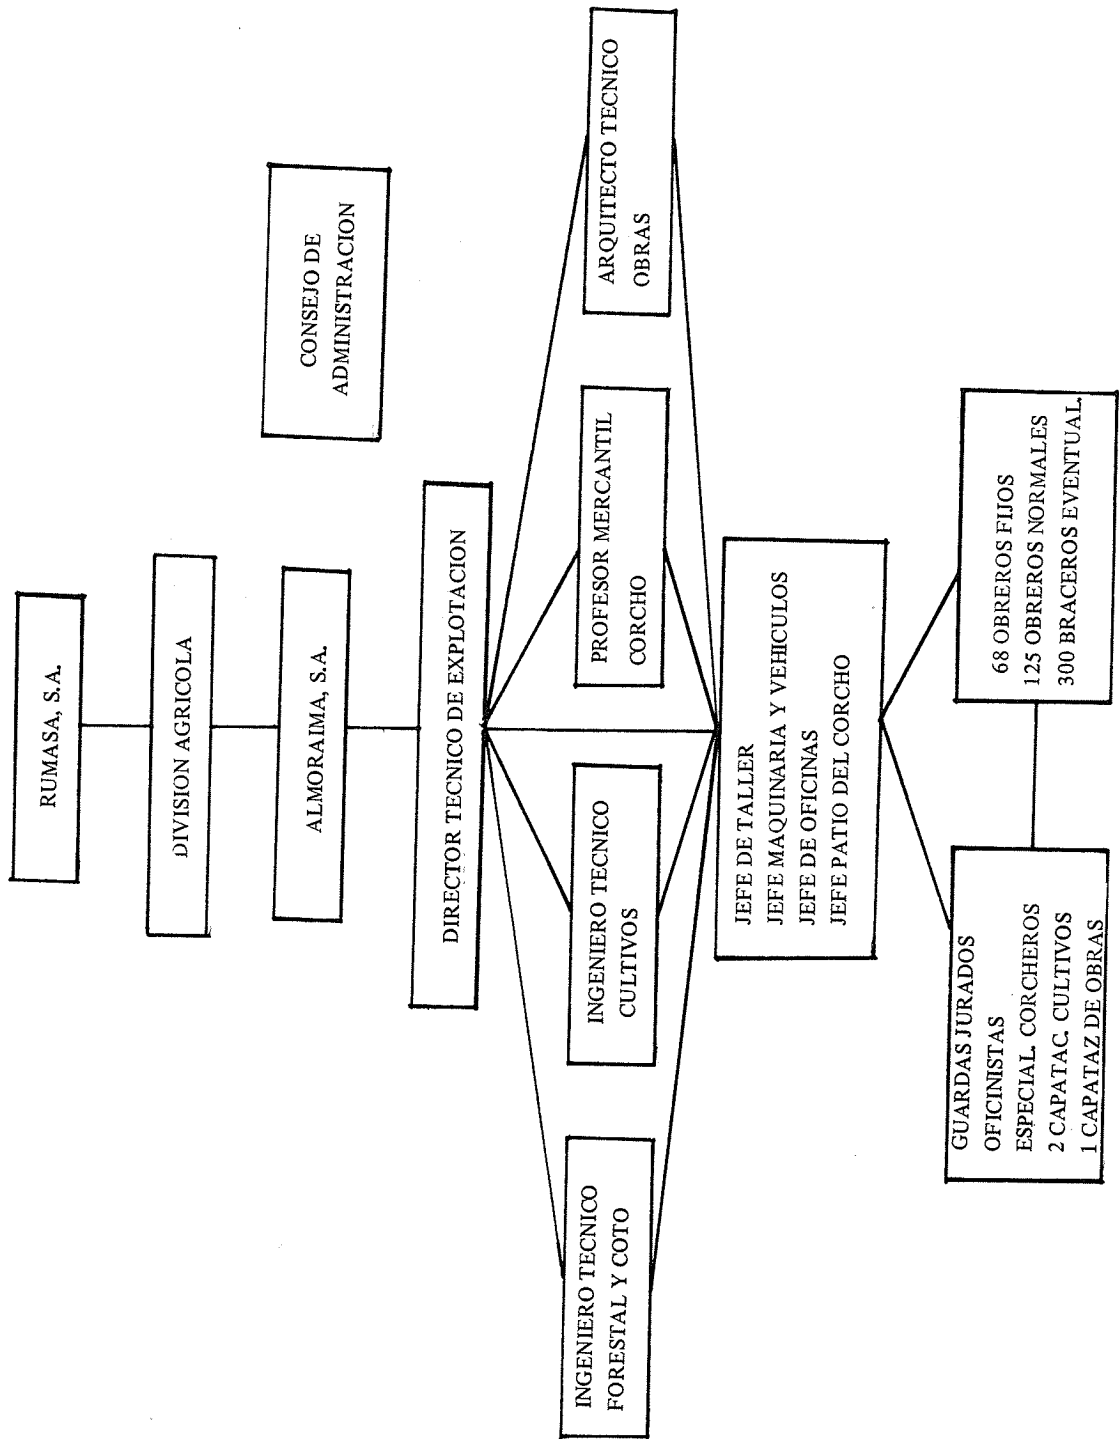 RUMASA, S.A.
DIVISION AGRICOLA
ALMORAIMA, S.A.
CONSEJO DE
ADMINISTRACION
DIRECTOR TECNICO DE EXPLOTACION
INGENIERO TECNICO
FORESTAL Y COTO
INGENIERO TECNICO
CULTIVOS
PROFESOR MERCANTIL
CORCHO
ARQUITECTO TECNICO
OBRAS
JEFE DE TALLER
JEFE MAQUINARIA Y VEHICULOS
JEFE DE OFICINAS
JEFE PATIO DEL CORCHO
GUARDAS JURADOS
OFICINISTAS
ESPECIAL. CORCHEROS
2 CAPATAC. CULTIVOS
1 CAPATAZ DE OBRAS
68 OBREROS FIJOS
125 OBREROS NORMALES
300 BRACEROS EVENTUAL.